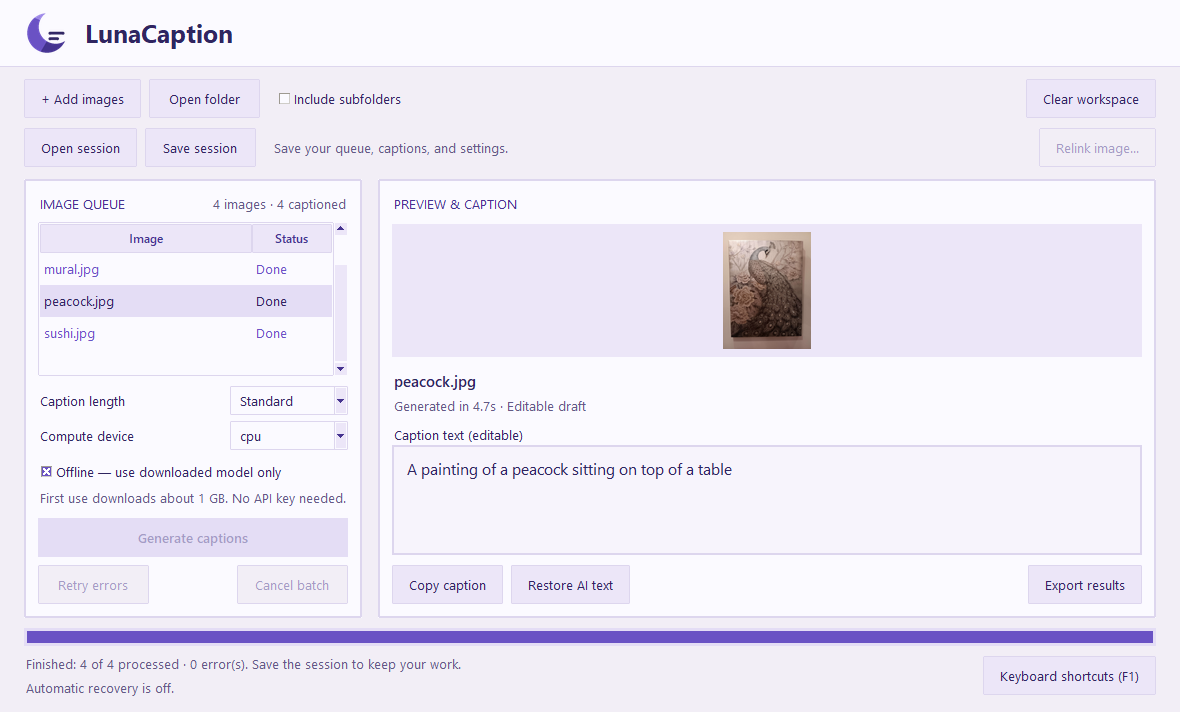 LunaCaption
+ Add images
Open folder
Include subfolders
Clear workspace
Open session
Save session
Save your queue, captions, and settings.
Relink image...
IMAGE QUEUE
4 images · 4 captioned
Image
Status
mural.jpg
Done
peacock.jpg
Done
sushi.jpg
Done
Caption length
Standard
Compute device
cpu
Offline — use downloaded model only
First use downloads about 1 GB. No API key needed.
Generate captions
Retry errors
Cancel batch
PREVIEW & CAPTION
peacock.jpg
Generated in 4.7s · Editable draft
Caption text (editable)
A painting of a peacock sitting on top of a table
Copy caption
Restore AI text
Export results
Finished: 4 of 4 processed · 0 error(s). Save the session to keep your work.
Automatic recovery is off.
Keyboard shortcuts (F1)